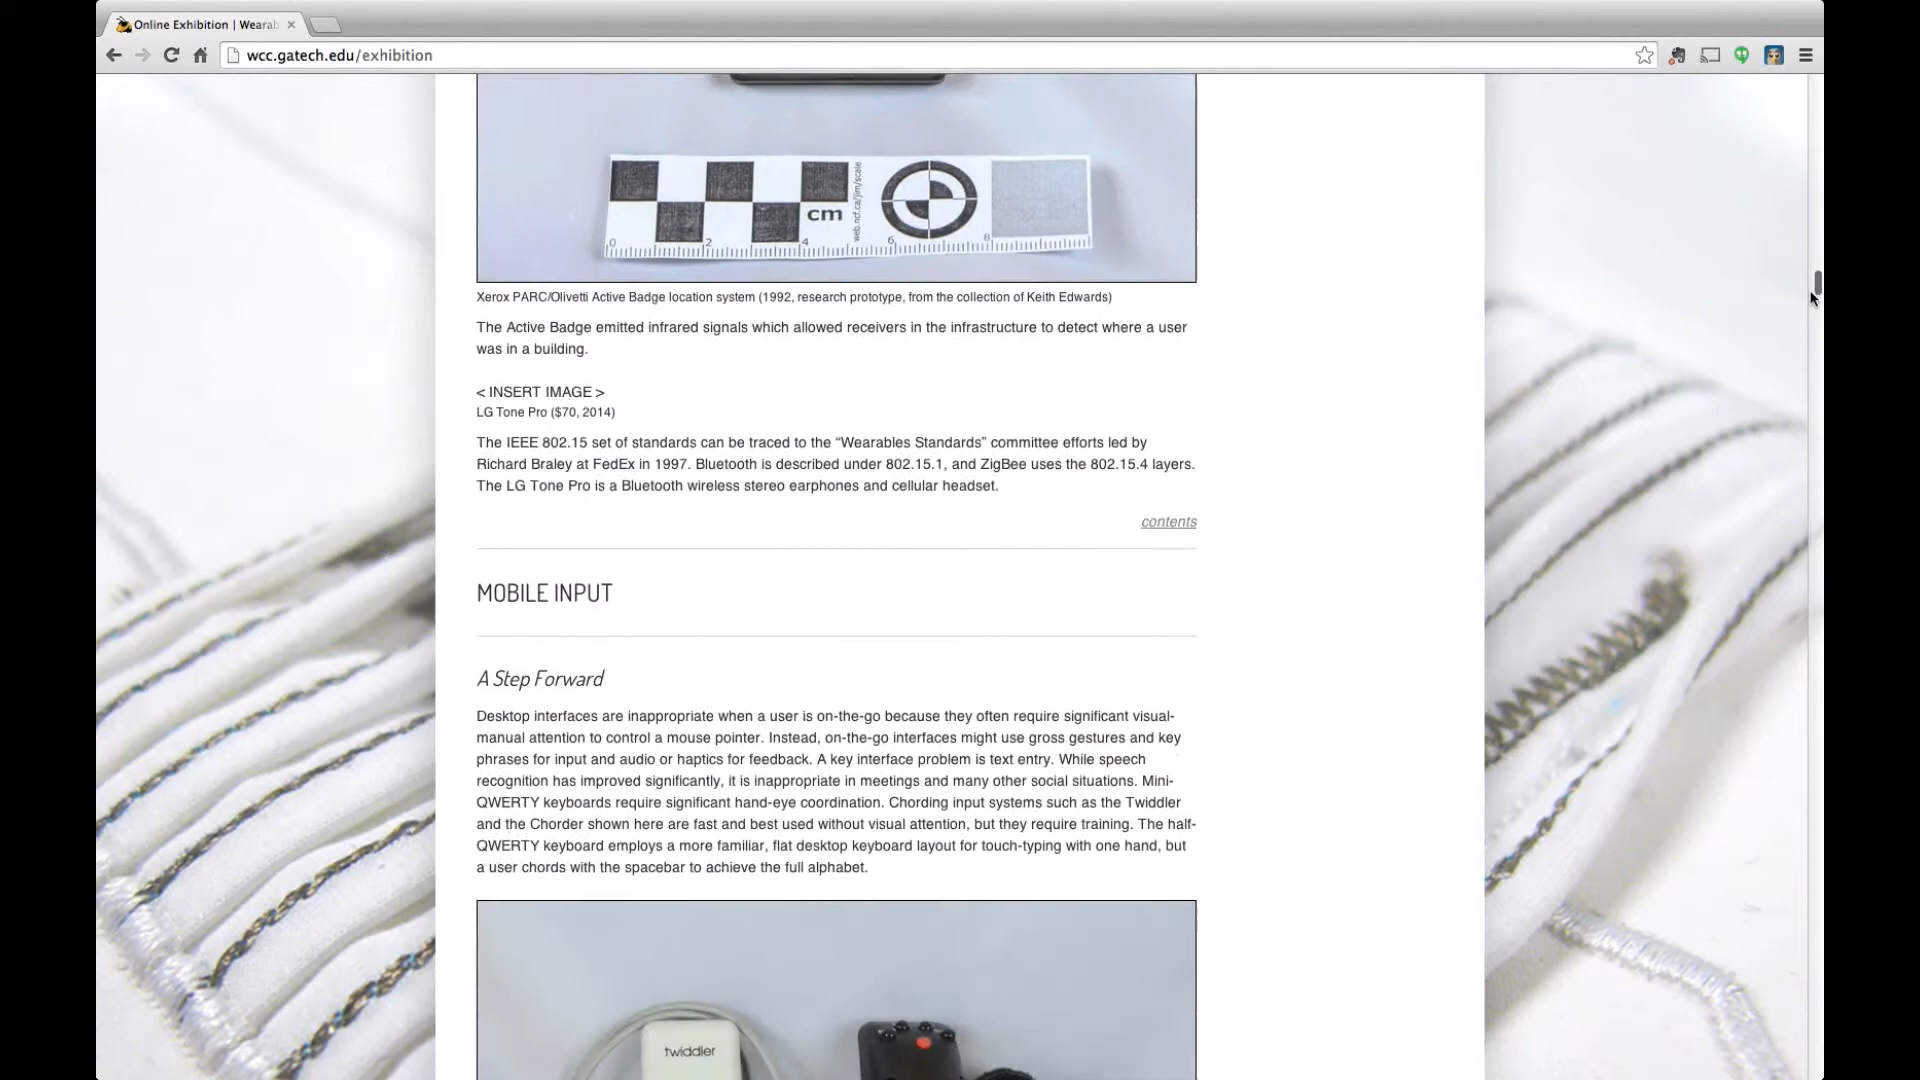 Online Exhibition | Wearab
wcc.gatech.edu/exhibition
cm
web.ncf.ca/jim/scale
0 2 4 6 8
Xerox PARC/Olivetti Active Badge location system (1992, research prototype, from the collection of Keith Edwards)
The Active Badge emitted infrared signals which allowed receivers in the infrastructure to detect where a user
was in a building.
< INSERT IMAGE >
LG Tone Pro ($70, 2014)
The IEEE 802.15 set of standards can be traced to the “Wearables Standards” committee efforts led by
Richard Braley at FedEx in 1997. Bluetooth is described under 802.15.1, and ZigBee uses the 802.15.4 layers.
The LG Tone Pro is a Bluetooth wireless stereo earphones and cellular headset.
contents
MOBILE INPUT
A Step Forward
Desktop interfaces are inappropriate when a user is on-the-go because they often require significant visual-
manual attention to control a mouse pointer. Instead, on-the-go interfaces might use gross gestures and key
phrases for input and audio or haptics for feedback. A key interface problem is text entry. While speech
recognition has improved significantly, it is inappropriate in meetings and many other social situations. Mini-
QWERTY keyboards require significant hand-eye coordination. Chording input systems such as the Twiddler
and the Chorder shown here are fast and best used without visual attention, but they require training. The half-
QWERTY keyboard employs a more familiar, flat desktop keyboard layout for touch-typing with one hand, but
a user chords with the spacebar to achieve the full alphabet.
twiddler